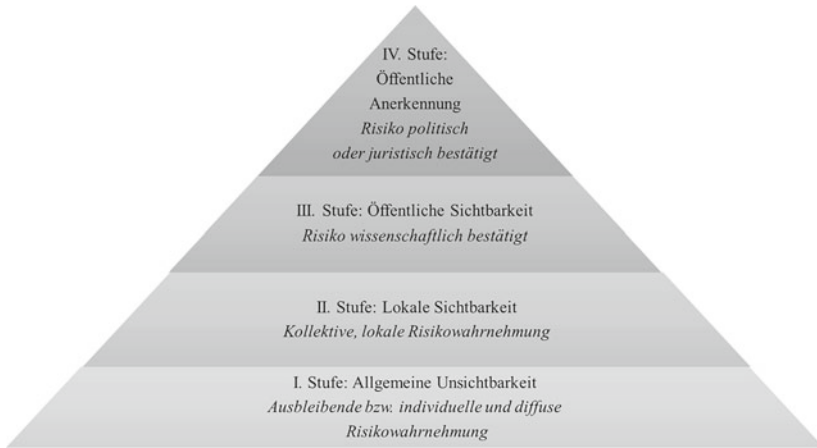 IV. Stufe:
Öffentliche
Anerkennung
Risiko politisch
oder juristisch bestätigt
III. Stufe: Öffentliche Sichtbarkeit
Risiko wissenschaftlich bestätigt
II. Stufe: Lokale Sichtbarkeit
Kollektive, lokale Risikowahrnehmung
I. Stufe: Allgemeine Unsichtbarkeit
Ausbleibende bzw. individuelle und diffuse
Risikowahrnehmung